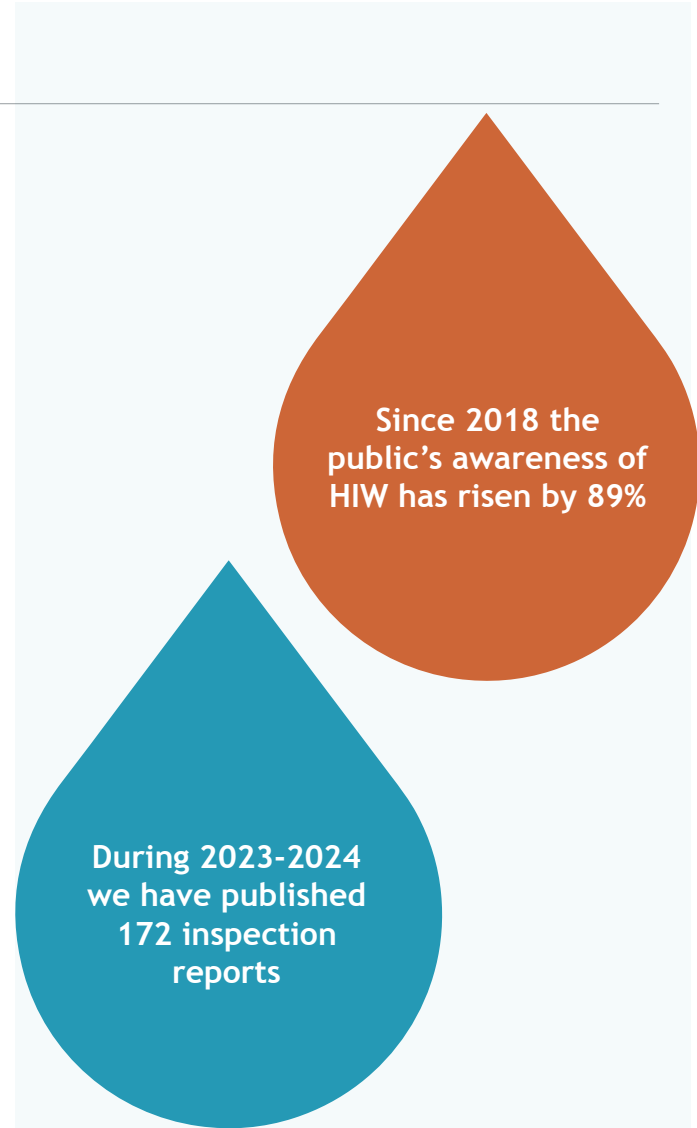 Since 2018 the
public’s awareness of
HIW has risen by 89%
During 2023-2024
we have published
172 inspection
reports